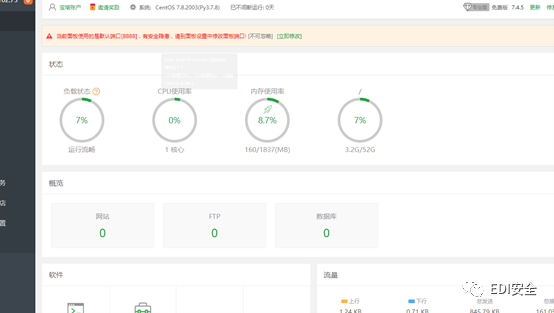 宝塔账户 邀请奖励 系统: CentOS 7.8.2003(Py3.7.8) 已不间断运行: 0天 免费版 7.4.5 更新 修
当前面板使用的是默认端口[8888], 有安全隐患, 请到面板设置中修改面板端口! [不可忽略] [立即修改]
状态
负载状态 CPU使用率 内存使用率 /
7% 0% 8.7% 7%
运行流畅 1 核心 160/1837(MB) 3.2G/52G
务
概览
店
网站 FTP 数据库
置
0 0 0
软件 流量
EDI安全
上行 下行 总发送
1.24 KB 0.71 KB 845.79 KB